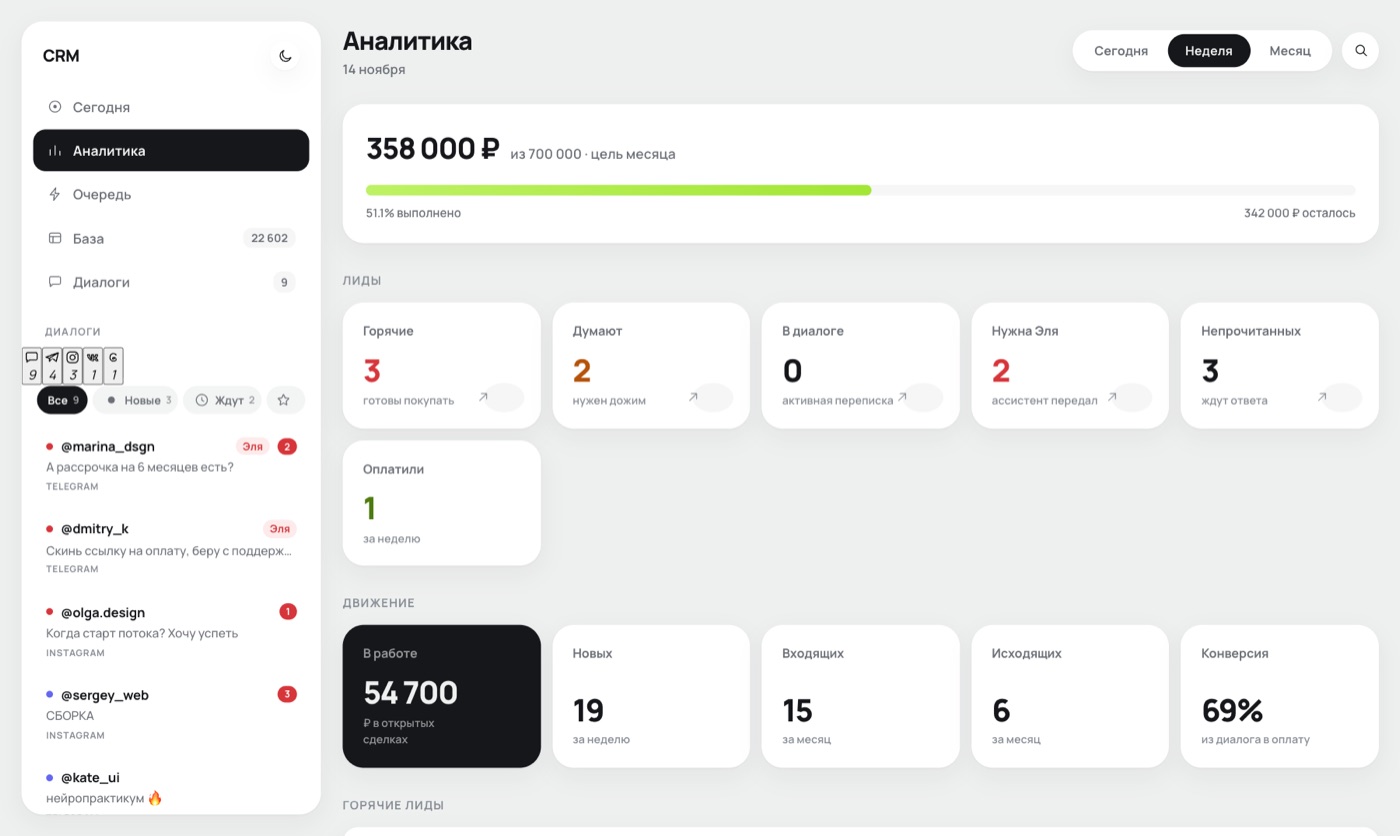 CRM
Сегодня
Аналитика
Очередь
База 22 602
Диалоги 9
ДИАЛОГИ
9 4 3 1 1
Все 9 Новые 3 Ждут 2
@marina_dsgn Эля 2
А рассрочка на 6 месяцев есть?
TELEGRAM
@dmitry_k Эля
Скинь ссылку на оплату, беру с поддерж...
TELEGRAM
@olga.design 1
Когда старт потока? Хочу успеть
INSTAGRAM
@sergey_web 3
СБОРКА
INSTAGRAM
@kate_ui
нейропрактикум 🔥
Аналитика
14 ноября
Сегодня Неделя Месяц
358 000 ₽ из 700 000 · цель месяца
51.1% выполнено 342 000 ₽ осталось
ЛИДЫ
Горячие
3
готовы покупать
Думают
2
нужен дожим
В диалоге
0
активная переписка
Нужна Эля
2
ассистент передал
Непрочитанных
3
ждут ответа
Оплатили
1
за неделю
ДВИЖЕНИЕ
В работе
54 700
₽ в открытых
сделках
Новых
19
за неделю
Входящих
15
за месяц
Исходящих
6
за месяц
Конверсия
69%
из диалога в оплату
ГОРЯЧИЕ ЛИДЫ